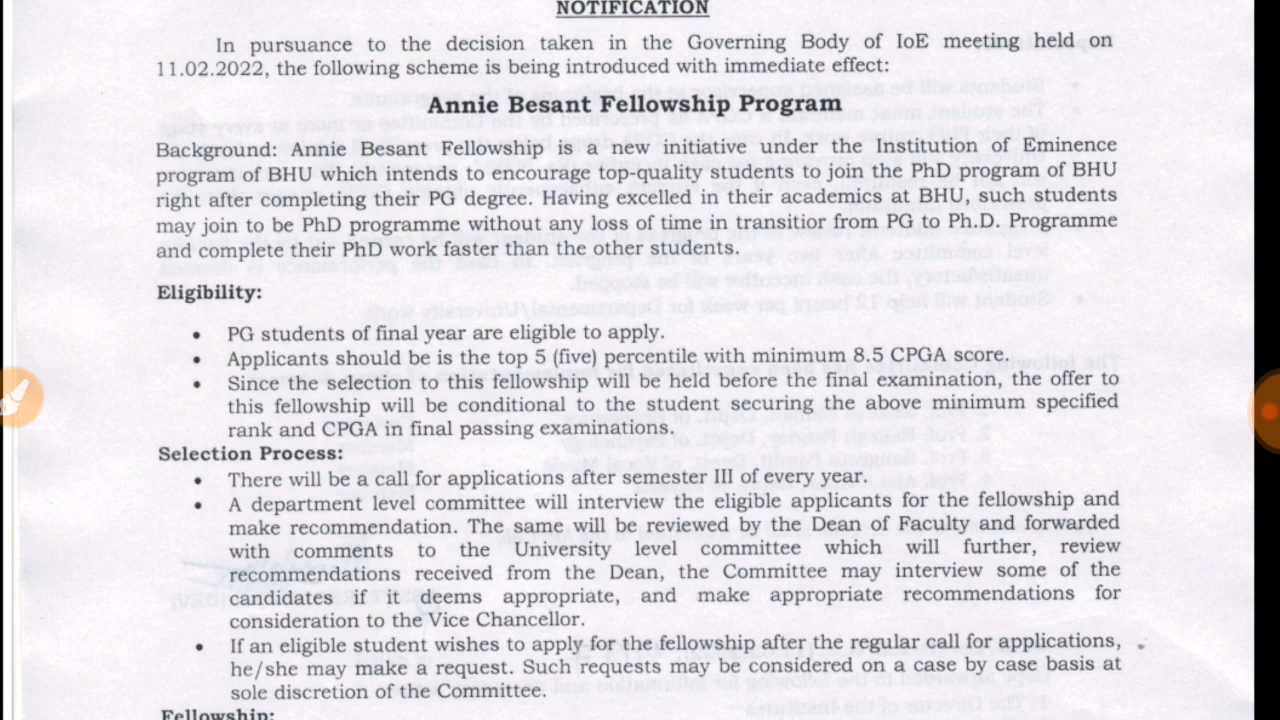 NOTIFICATION
In pursuance to the decision taken in the Governing Body of IoE meeting held on
11.02.2022, the following scheme is being introduced with immediate effect:
Annie Besant Fellowship Program
Background: Annie Besant Fellowship is a new initiative under the Institution of Eminence
program of BHU which intends to encourage top-quality students to join the PhD program of BHU
right after completing their PG degree. Having excelled in their academics at BHU, such students
may join to be PhD programme without any loss of time in transitior from PG to Ph.D. Programme
and complete their PhD work faster than the other students.
Eligibility:
• PG students of final year are eligible to apply.
• Applicants should be is the top 5 (five) percentile with minimum 8.5 CPGA score.
• Since the selection to this fellowship will be held before the final examination, the offer to
this fellowship will be conditional to the student securing the above minimum specified
rank and CPGA in final passing examinations.
Selection Process:
• There will be a call for applications after semester III of every year.
• A department level committee will interview the eligible applicants for the fellowship and
make recommendation. The same will be reviewed by the Dean of Faculty and forwarded
with comments to the University level committee which will further, review
recommendations received from the Dean, the Committee may interview some of the
candidates if it deems appropriate, and make appropriate recommendations for
consideration to the Vice Chancellor.
• If an eligible student wishes to apply for the fellowship after the regular call for applications,
he/she may make a request. Such requests may be considered on a case by case basis at
sole discretion of the Committee.
Fellowship: